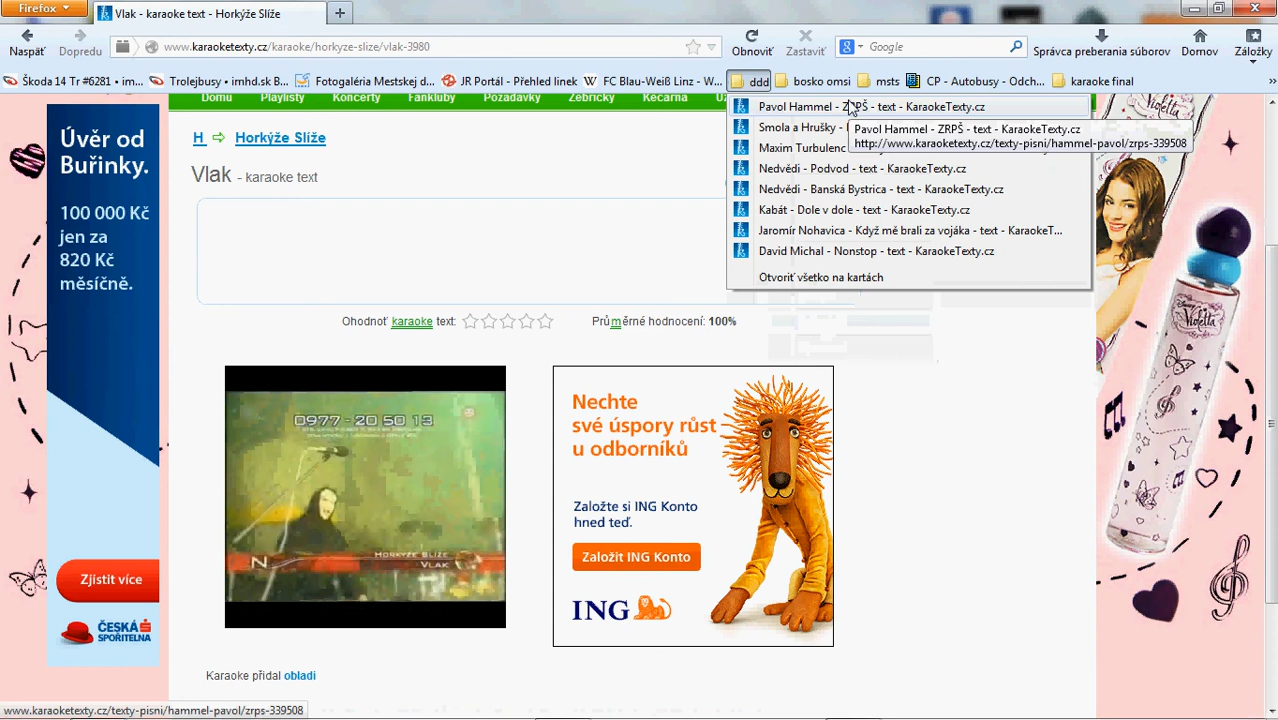 Firefox
Vlak - karaoke text - Horkýže Slíže
Naspäť
Dopredu
www.karaoketexty.cz/karaoke/horkyze-slize/vlak-3980
Obnoviť
Zastaviť
Google
Správca preberania súborov
Domov
Záložky
Škoda 14 Tr #6281 • im...
Trolejbusy • imhd.sk B...
Fotogaléria Mestskej d...
JR Portál - Přehled linek
FC Blau-Weiß Linz - W...
ddd
bosko omsi
msts
CP - Autobusy - Odch...
karaoke final
Domu
Playlisty
Koncerty
Fankluby
Požadavky
Žebříčky
Kecárna
Pavol Hammel - ZRPŠ - text - KaraokeTexty.cz
Smola a Hrušky -
Maxim Turbulenc
Nedvědi - Podvod - text - KaraokeTexty.cz
Nedvědi - Banská Bystrica - text - KaraokeTexty.cz
Kabát - Dole v dole - text - KaraokeTexty.cz
Jaromír Nohavica - Když mé brali za vojáka - text - KaraokeT...
David Michal - Nonstop - text - KaraokeTexty.cz
Otvoriť všetko na kartách
Pavol Hammel - ZRPŠ - text - KaraokeTexty.cz
http://www.karaoketexty.cz/texty-pisni/hammel-pavol/zrps-339508
H
Horkýže Slíže
Vlak - karaoke text
Ohodnoť karaoke text:
Průměrné hodnocení: 100%
Úvěr od
Buřinky.
100 000 Kč
jen za
820 Kč
měsíčně.
Zjistit více
ČESKÁ
SPOŘITELNA
0977-20 50 13
N
HORKÝŽE SLÍŽE
VLAK
Nechte
své úspory růst
u odborníků
Založte si ING Konto
hned teď.
Založit ING Konto
ING
Violetta
Karaoke přidal obladi
www.karaoketexty.cz/texty-pisni/hammel-pavol/zrps-339508